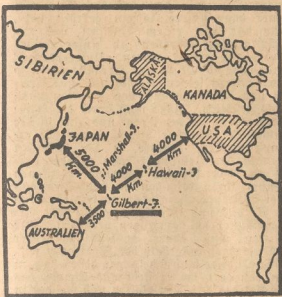 SIBIRIEN
ALASKA
KANADA
USA
JAPAN
5000
Km
Marshall-J.
4000
Km
4000
Km
Hawaii-J
Gilbert-J.
AUSTRALIEN
3500